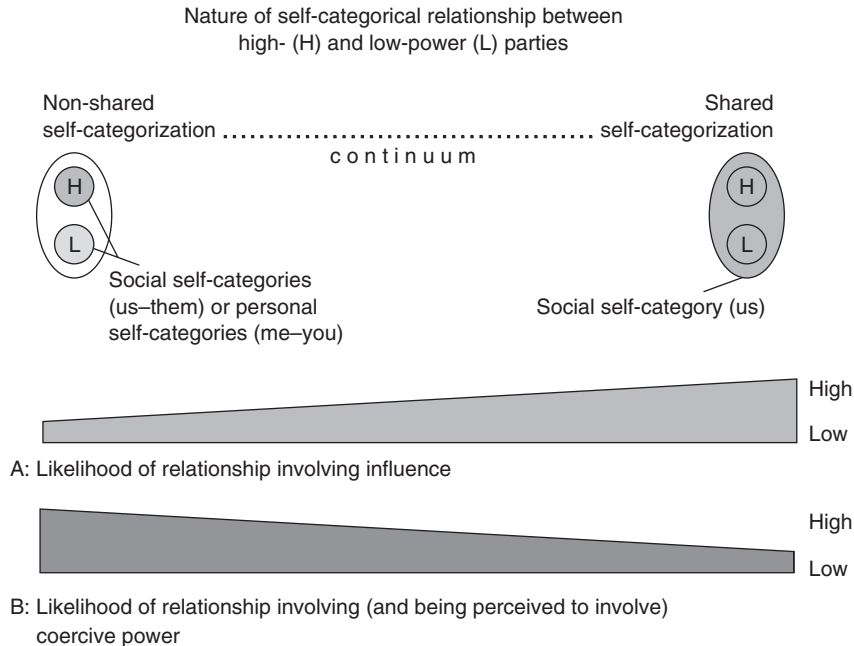 Nature of self-categorical relationship between
high- (H) and low-power (L) parties
Non-shared
self-categorization
Shared
self-categorization
continuum
H
L
H
L
Social self-categories
(us–them) or personal
self-categories (me–you)
Social self-category (us)
High
Low
A: Likelihood of relationship involving influence
High
Low
B: Likelihood of relationship involving (and being perceived to involve)
coercive power